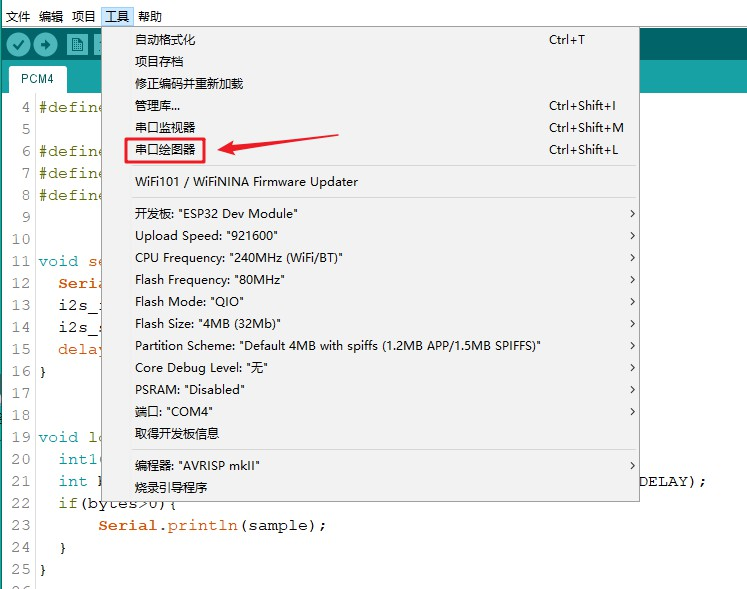 文件 编辑 项目 工具 帮助
PCM4
自动格式化 Ctrl+T
项目存档
修正编码并重新加载
管理库... Ctrl+Shift+I
串口监视器 Ctrl+Shift+M
串口绘图器 Ctrl+Shift+L
WiFi101 / WiFiNINA Firmware Updater
开发板: "ESP32 Dev Module"
Upload Speed: "921600"
CPU Frequency: "240MHz (WiFi/BT)"
Flash Frequency: "80MHz"
Flash Mode: "QIO"
Flash Size: "4MB (32Mb)"
Partition Scheme: "Default 4MB with spiffs (1.2MB APP/1.5MB SPIFFS)"
Core Debug Level: "无"
PSRAM: "Disabled"
端口: "COM4"
取得开发板信息
编程器: "AVRISP mkII"
烧录引导程序
4 #define
5
6 #define
7 #define
8 #define
9
10
11 void se
12 Seria
13 i2s_
14 i2s_s
15 delay
16 }
17
18
19 void lo
20 int1
21 int DELAY);
22 if(bytes>0){
23 Serial.println(sample);
24 }
25 }